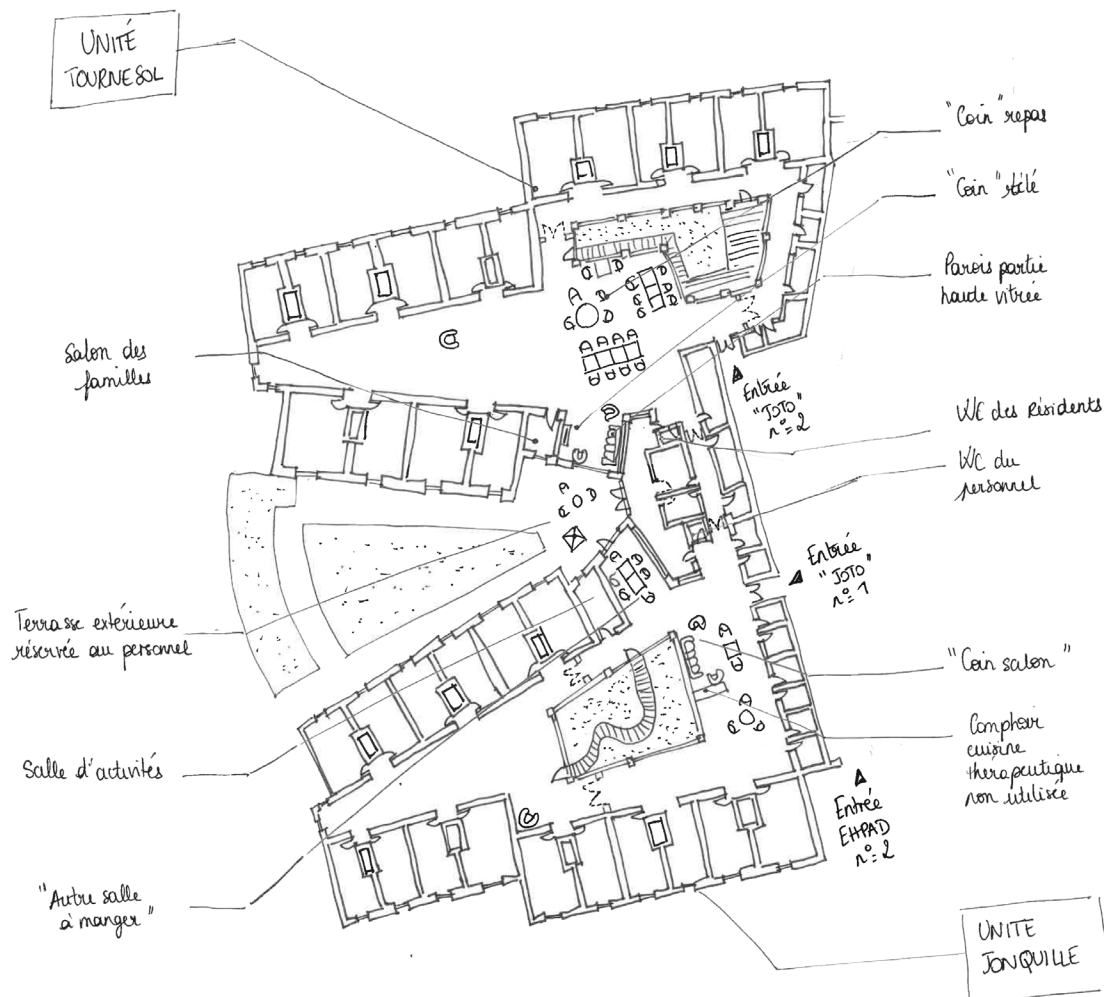 UNITÉ
TOURNESOL
"Coin" repas
"Coin" télé
Parois partie
haute vitrée
Salon des
familles
Entrée
"JOJO"
n°=2
WC des Résidents
WC du
personnel
Entrée
"JOJO"
n°=1
Terrasse extérieure
réservée au personnel
"Coin salon"
Salle d'activités
Comptoir
cuisine
thérapeutique
non utilisée
Entrée
EHPAD
n°=2
"Autre salle
à manger"
UNITE
JONQUILLE